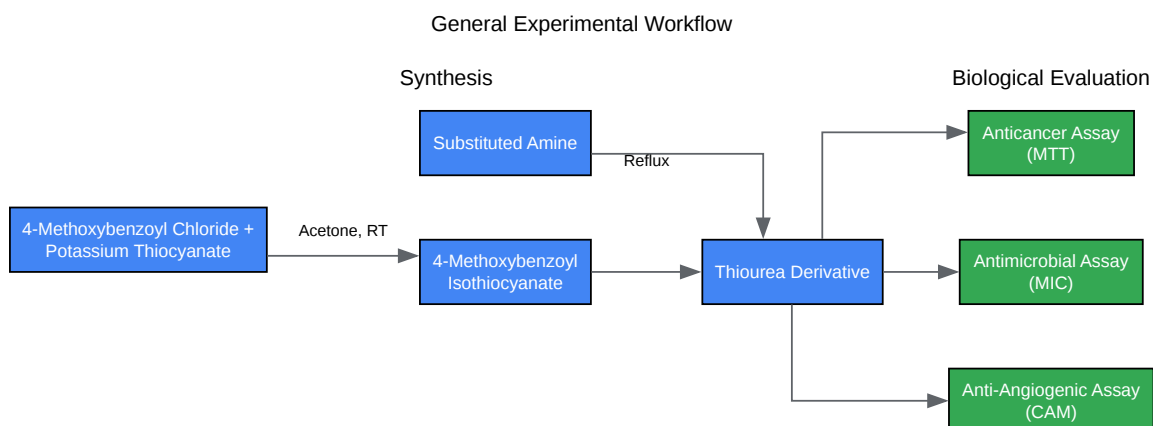 General Experimental Workflow
Synthesis
Biological Evaluation
Substituted Amine
Reflux
Anticancer Assay
(MTT)
4-Methoxybenzoyl Chloride +
Potassium Thiocyanate
Acetone, RT
4-Methoxybenzoyl
Isothiocyanate
Thiourea Derivative
Antimicrobial Assay
(MIC)
Anti-Angiogenic Assay
(CAM)